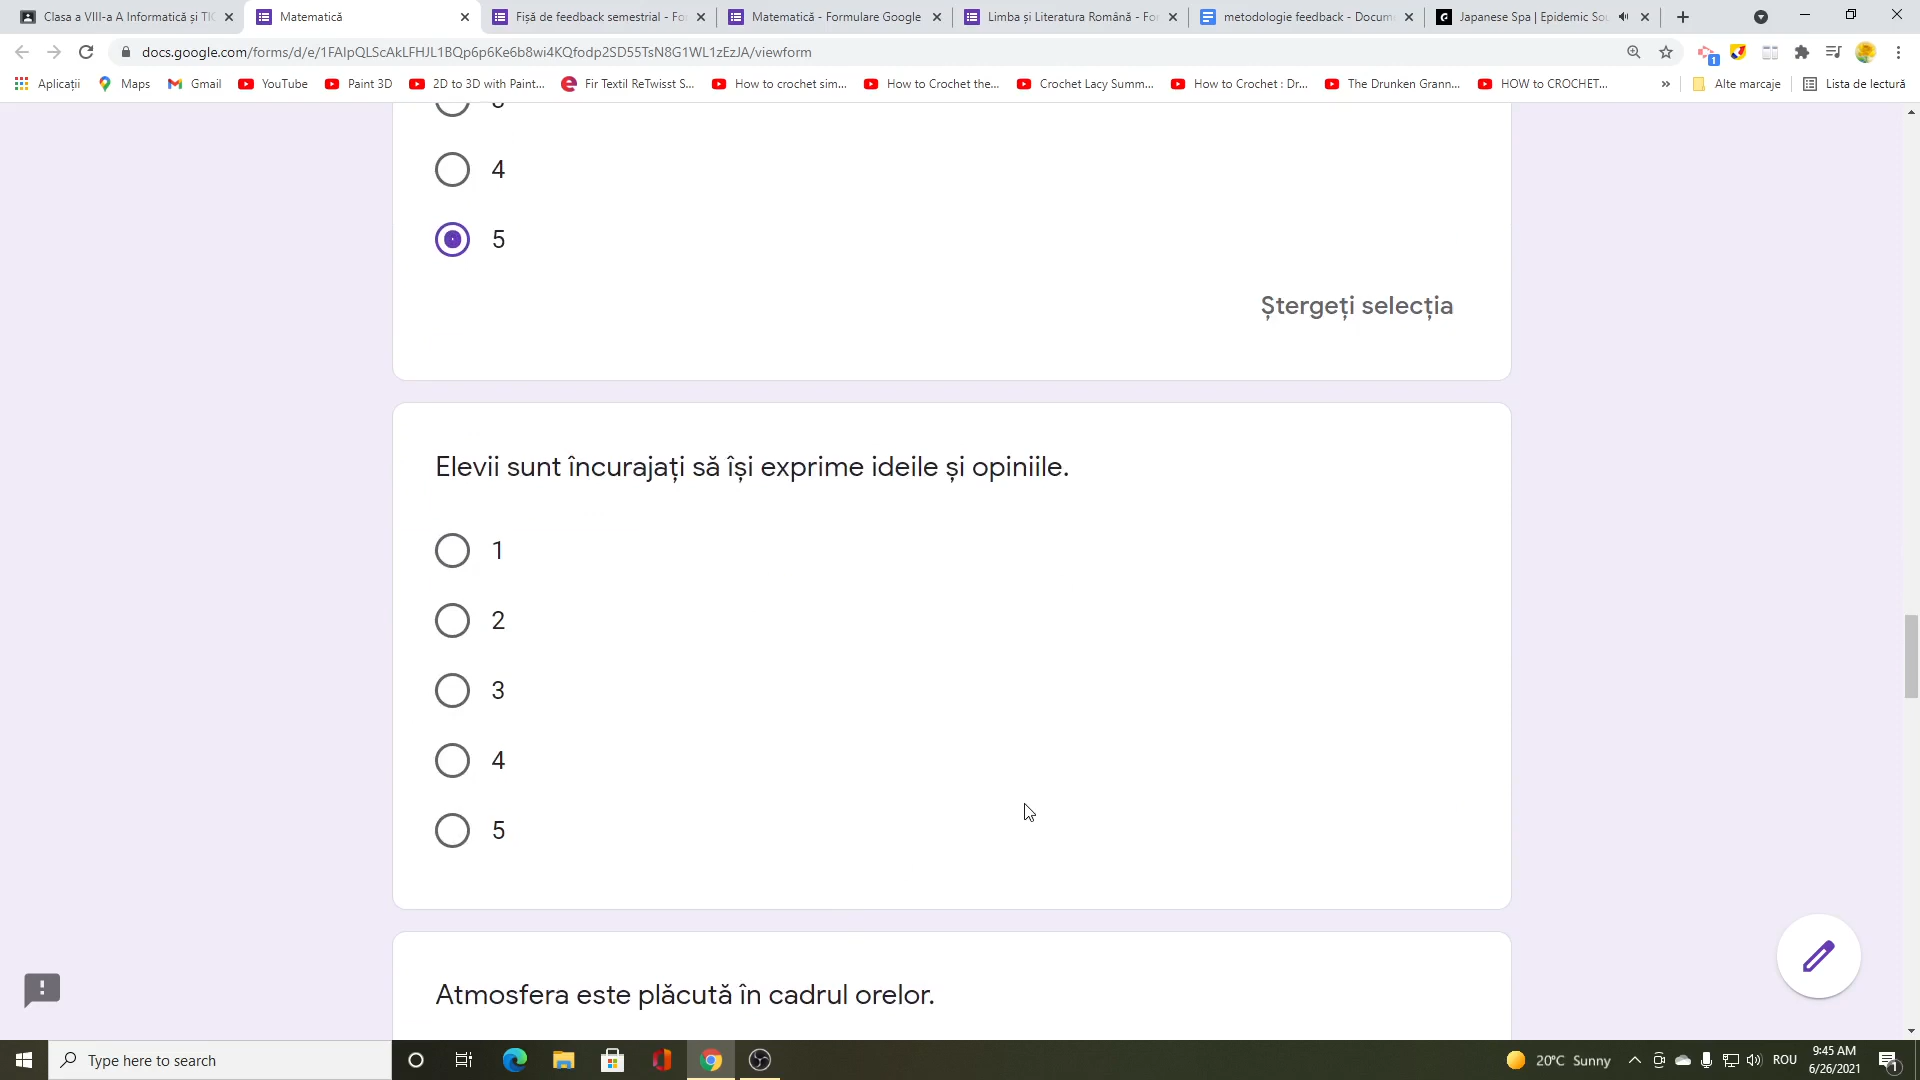 Clasa a VIII-a A Informatică și TIC
Matematică
Fișă de feedback semestrial - Fo
Matematică - Formulare Google
Limba și Literatura Română - Fo
metodologie feedback - Docum
Japanese Spa | Epidemic Sou
docs.google.com/forms/d/e/1FAIpQLScAkLFHJL1BQp6p6Ke6b8wi4KQfodp2SD55TsN8G1WL1zEzJA/viewform
1
Aplicații
Maps
Gmail
YouTube
Paint 3D
2D to 3D with Paint...
Fir Textil ReTwisst S...
How to crochet sim...
How to Crochet the...
Crochet Lacy Summ...
How to Crochet : Dr...
The Drunken Grann...
HOW to CROCHET...
»
Alte marcaje
Lista de lectură
4
5
Ștergeți selecția
Elevii sunt încurajați să își exprime ideile și opiniile.
1
2
3
4
5
Atmosfera este plăcută în cadrul orelor.
Type here to search
20°C Sunny
ROU
9:45 AM
6/26/2021
1